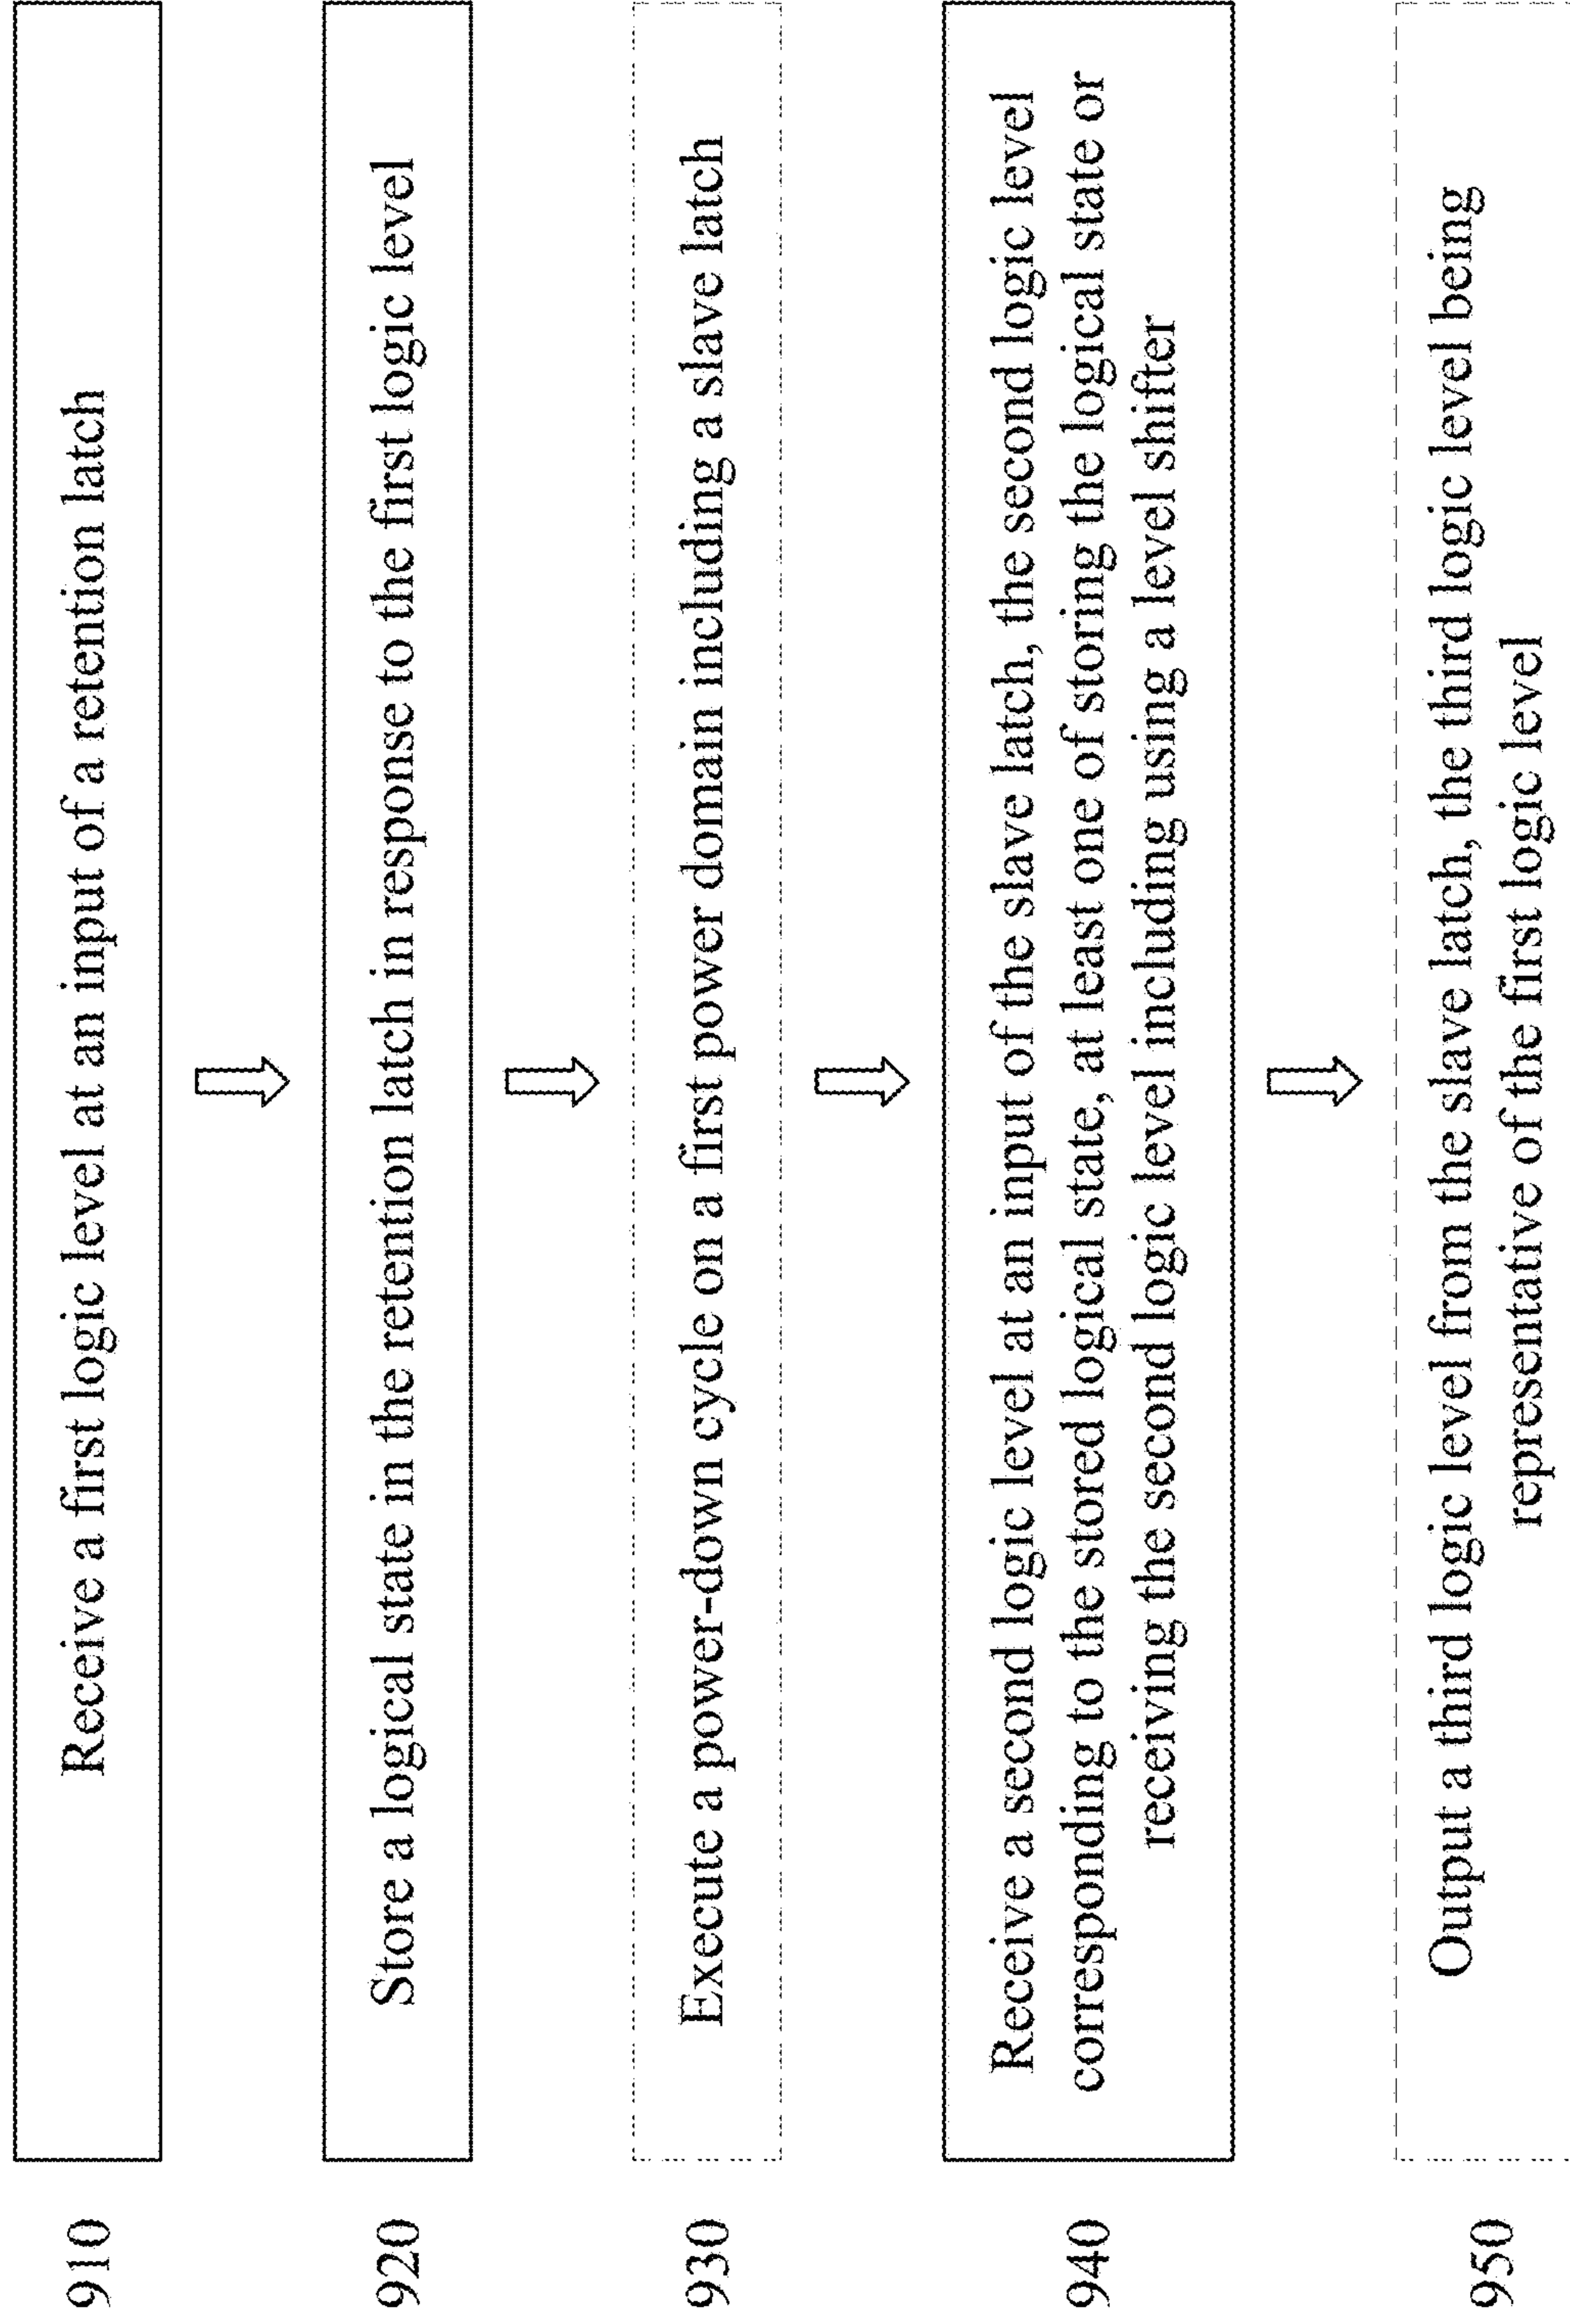 910
Receive a first logic level at an input of a retention latch
920
Store a logical state in the retention latch in response to the first logic level
930
Execute a power-down cycle on a first power domain including a slave latch
940
Receive a second logic level at an input of the slave latch, the second logic level
corresponding to the stored logical state, at least one of storing the logical state or
receiving the second logic level including using a level shifter
950
Output a third logic level from the slave latch, the third logic level being
representative of the first logic level